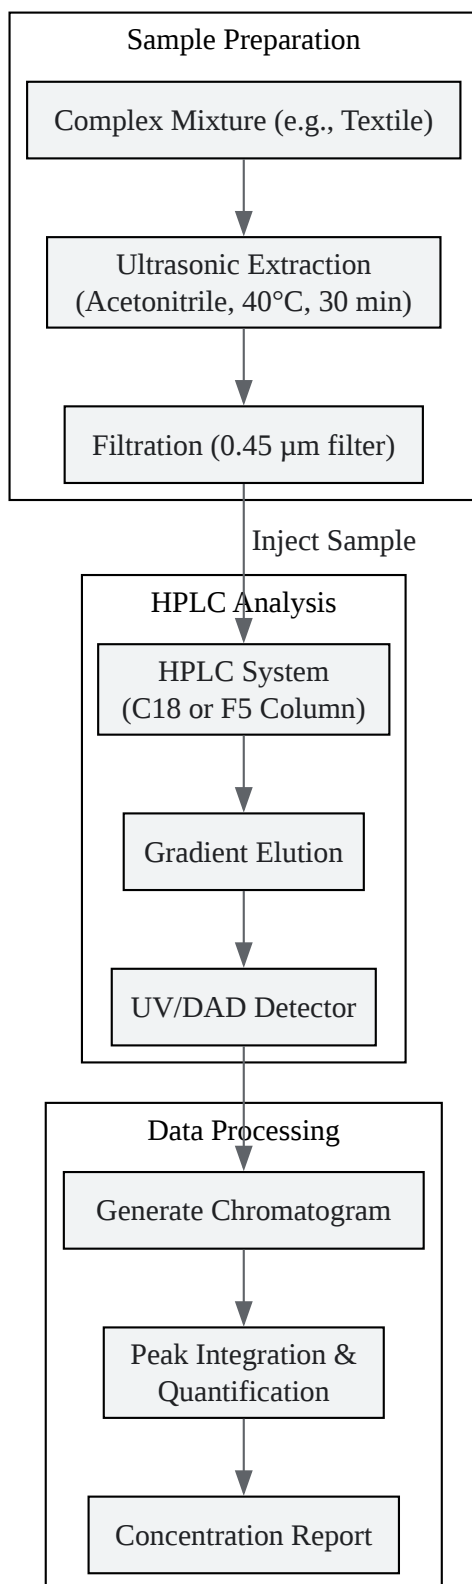 Sample Preparation
Complex Mixture (e.g., Textile)
Ultrasonic Extraction
(Acetonitrile, 40°C, 30 min)
Filtration (0.45 µm filter)
Inject Sample
HPLC Analysis
HPLC System
(C18 or F5 Column)
Gradient Elution
UV/DAD Detector
Data Processing
Generate Chromatogram
Peak Integration &
Quantification
Concentration Report